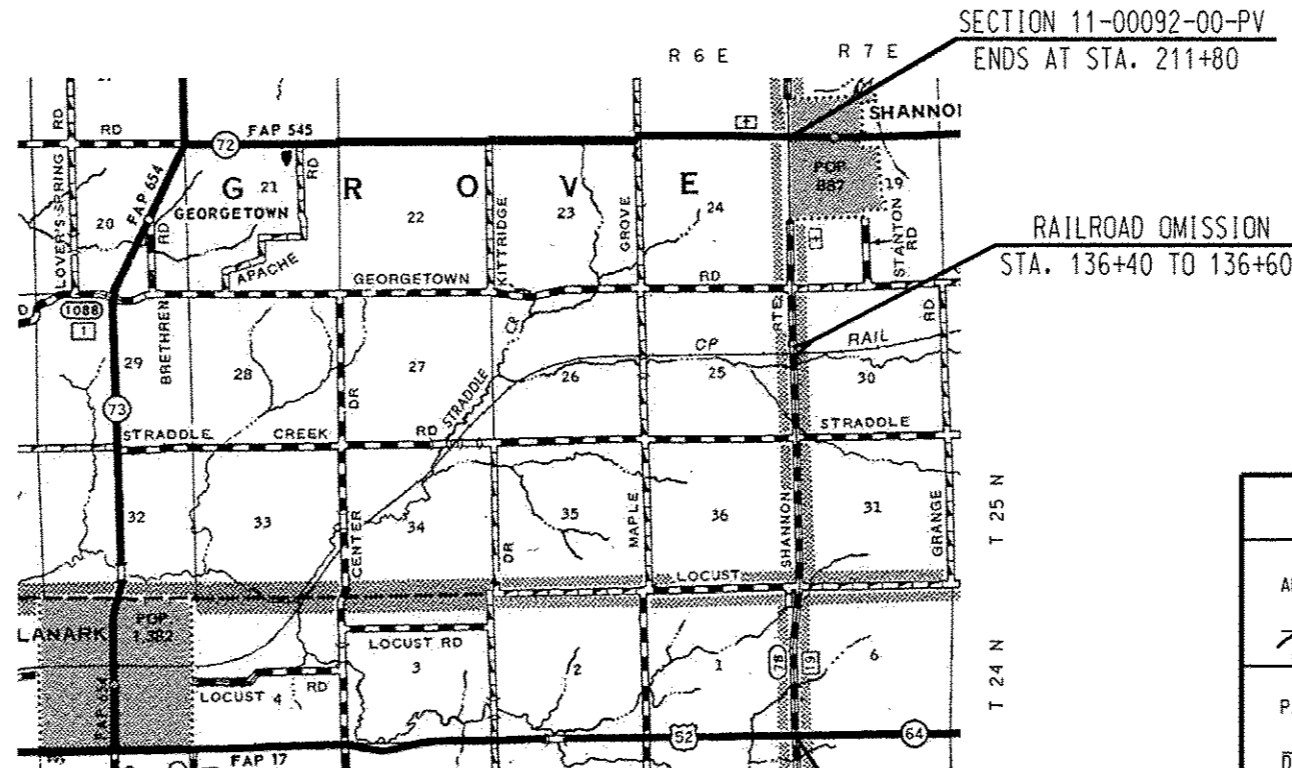 SECTION 11-00092-00-PV
ENDS AT STA. 211+80
R 6 E
R 7 E
RD
RD
FAP 545
72
SHANNO
POP
887
LOVER'S SPRING
FAP 654
RD
G R O V E
20
21
22
23
24
19
GEORGETOWN
RD
KITTRIDGE
GROVE
STANTON
RD
RAILROAD OMISSION
STA. 136+40 TO 136+60
APACHE
GEORGETOWN
RD
1088
1
BRETHREN
RTE
RD
29
28
27
26
25
30
CP
CP
RAIL
73
DR
STRADDLE
STRADDLE
CREEK
RD
STRADDLE
32
33
34
35
36
31
CENTER
DR
MAPLE
SHANNON
GRANGE
T 25 N
LOCUST
LANARK
POP.
1,382
LOCUST RD
3
2
1
78
19
6
T 24 N
LOCUST
4
RD
FAP 654
FAP 17
52
64